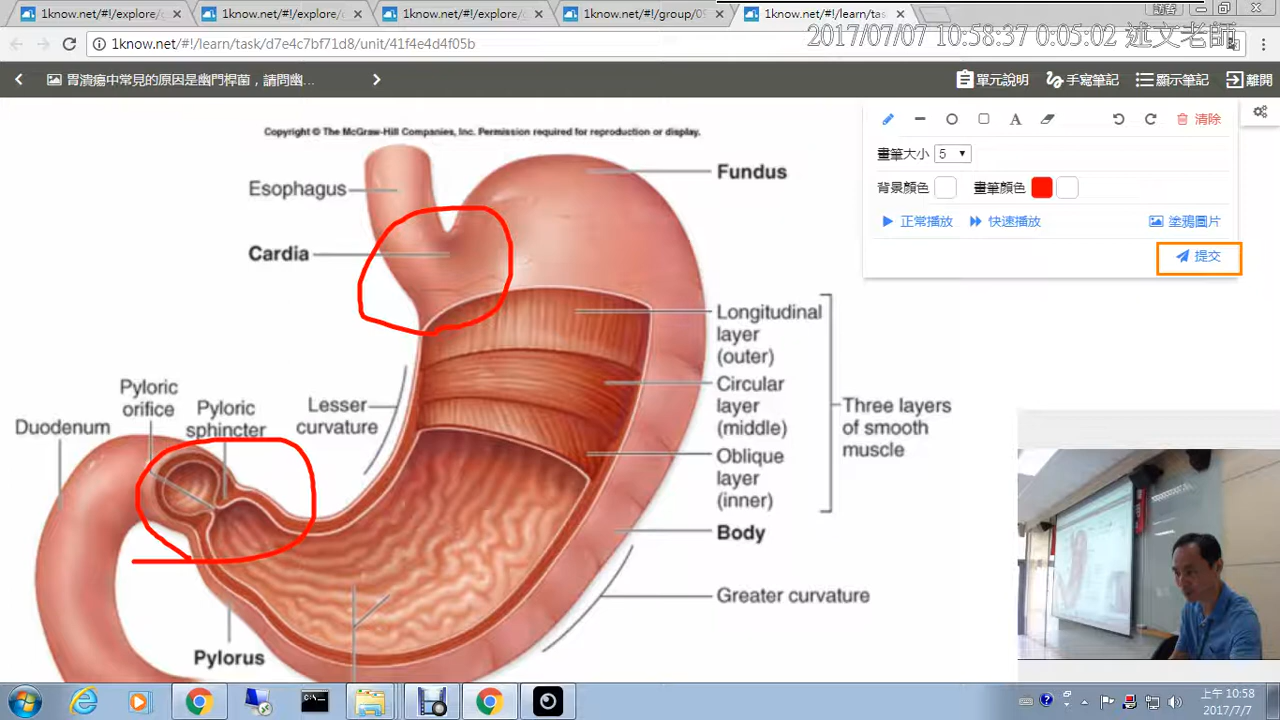 1know.net/#!/explore/g
1know.net/#!/explore/
1know.net/#!/explore/g
1know.net/#!/group/09
1know.net/#!/learn/tas
1know.net/#!/learn/task/d7e4c7bf71d8/unit/41f4e4d4f05b
2017/07/07 10:58:37 0:05:02 述文老師
胃潰瘍中常見的原因是幽門桿菌，請問幽...
單元說明
手寫筆記
顯示筆記
離開
Copyright © The McGraw-Hill Companies, Inc. Permission required for reproduction or display.
A
清除
畫筆大小 5
背景顏色
畫筆顏色
正常播放
快速播放
塗鴉圖片
提交
Esophagus
Fundus
Cardia
Longitudinal
layer
(outer)
Circular
layer
(middle)
Oblique
layer
(inner)
Three layers
of smooth
muscle
Pyloric
orifice
Pyloric
sphincter
Lesser
curvature
Duodenum
Body
Greater curvature
Pylorus
上午 10:58
2017/7/7